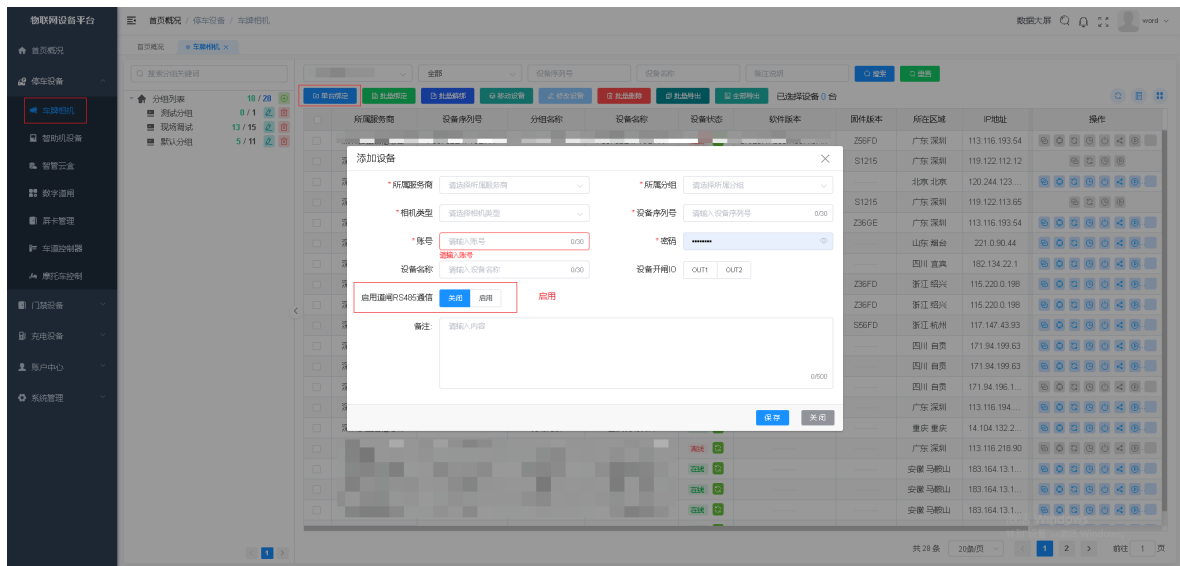 物联网设备平台
首页概况 / 停车设备 / 车牌相机
数据大屏
word
首页概况
车牌相机 ×
首页概况
停车设备
车牌相机
智助机设备
智管云盒
数字道闸
屏卡管理
车道控制器
摩托车控制
门禁设备
充电设备
账户中心
系统管理
搜索分组关键词
分组列表 18 / 28
测试分组 0 / 1
现场调试 13 / 15
默认分组 5 / 11
全部
设备序列号
设备名称
备注说明
搜索
重置
单台绑定
批量绑定
批量解绑
移动设备
修改设备
批量删除
批量导出
全部导出
已选择设备 0 台
所属服务商 设备序列号 分组名称 设备名称 设备状态 软件版本 固件版本 所在区域 IP地址 操作
Z56FD 广东 深圳 113.116.193.54
S1215 广东 深圳 119.122.112.12
北京 北京 120.244.123...
S1215 广东 深圳 119.122.113.65
Z36GE 广东 深圳 113.116.193.54
山东 烟台 221.0.90.44
四川 宜宾 182.134.22.1
Z36FD 浙江 绍兴 115.220.0.198
Z36FD 浙江 绍兴 115.220.0.198
S56FD 浙江 杭州 117.147.43.93
四川 自贡 171.94.199.63
四川 自贡 171.94.199.63
四川 自贡 171.94.196.1...
广东 深圳 113.116.194....
重庆 重庆 14.104.132.2...
离线 广东 深圳 113.116.218.90
在线 安徽 马鞍山 183.164.13.1...
在线 安徽 马鞍山 183.164.13.1...
在线 安徽 马鞍山 183.164.13.1...
添加设备
*所属服务商 请选择所属服务商
*所属分组 请选择所属分组
*相机类型 请选择相机类型
*设备序列号 请输入设备序列号 0/30
*账号 请输入账号 0/30
*密码 ••••••••
请输入账号
设备名称 请输入设备名称 0/30
设备开闸IO OUT1 OUT2
启用道闸RS485通信 关闭 启用
启用
备注: 请输入内容
0/500
保存 关闭
共 28 条 20条/页 1 2 前往 1 页
1